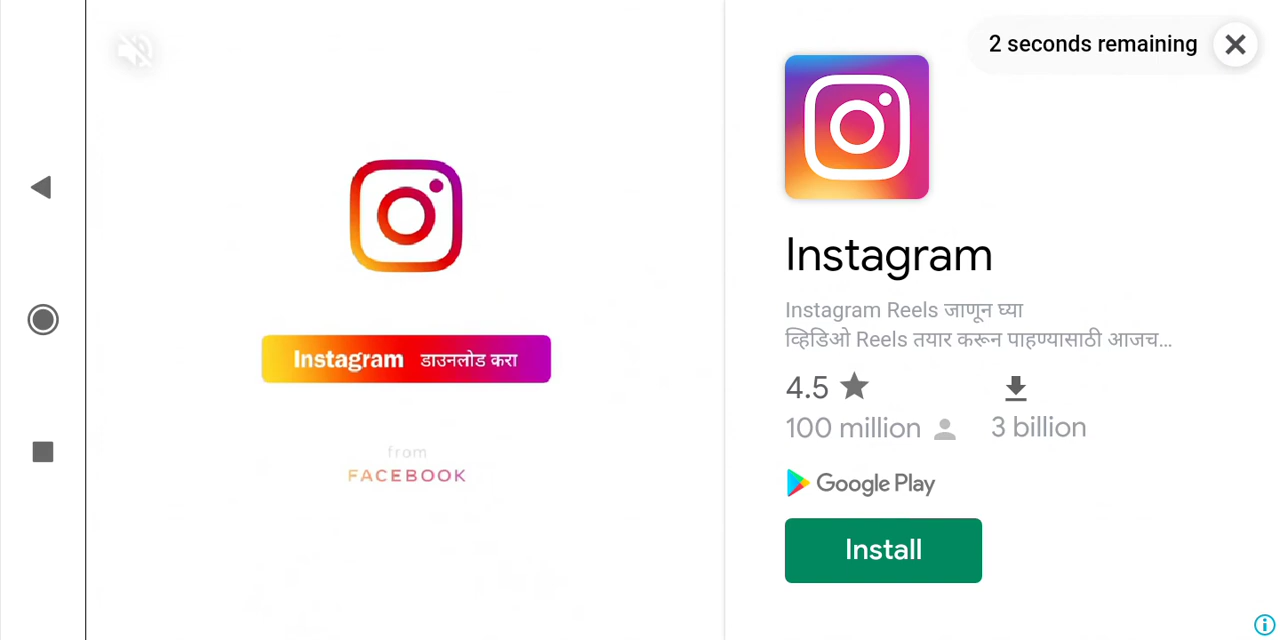 2 seconds remaining
Instagram डाउनलोड करा
from
FACEBOOK
Instagram
Instagram Reels जाणून घ्या
व्हिडिओ Reels तयार करून पाहण्यासाठी आजच...
4.5
100 million
3 billion
Google Play
Install